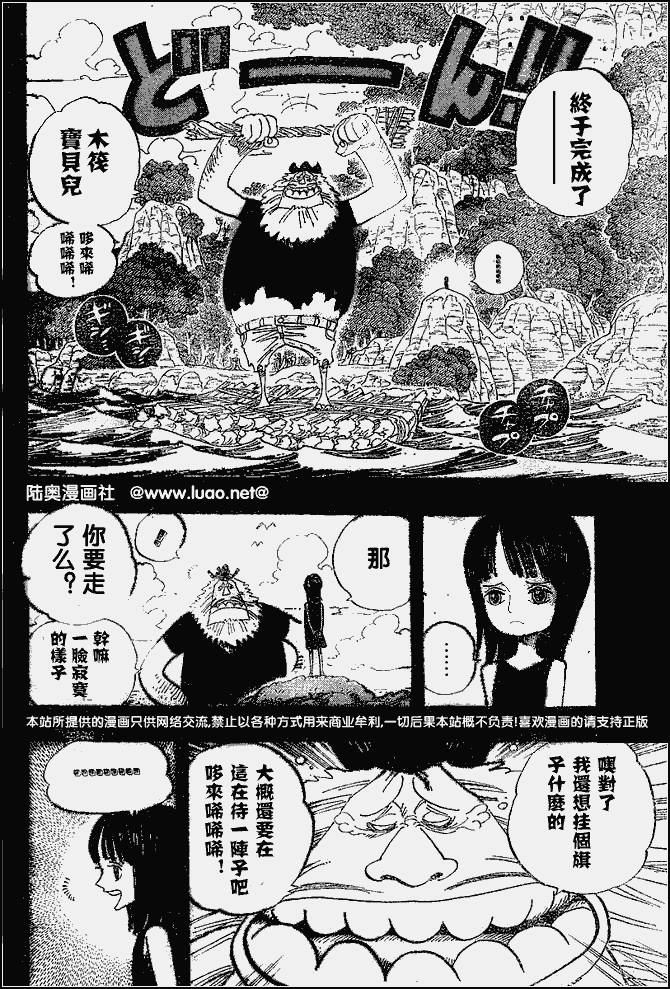 どーん!!
終于完成了
——
木筏
寶貝兒
哆來唏
唏唏唏!
チャプ
チャプ
陆奥漫画社 @www.luao.net@
那
你要走
了么?
幹嘛
一臉寂寞
的樣子
……
本站所提供的漫画只供网络交流,禁止以各种方式用来商业牟利,一切后果本站概不负责!喜欢漫画的请支持正版
噢對了
我還想挂個旗
子什麽的
大概還要在
這在待一陣子吧
哆來唏唏唏!